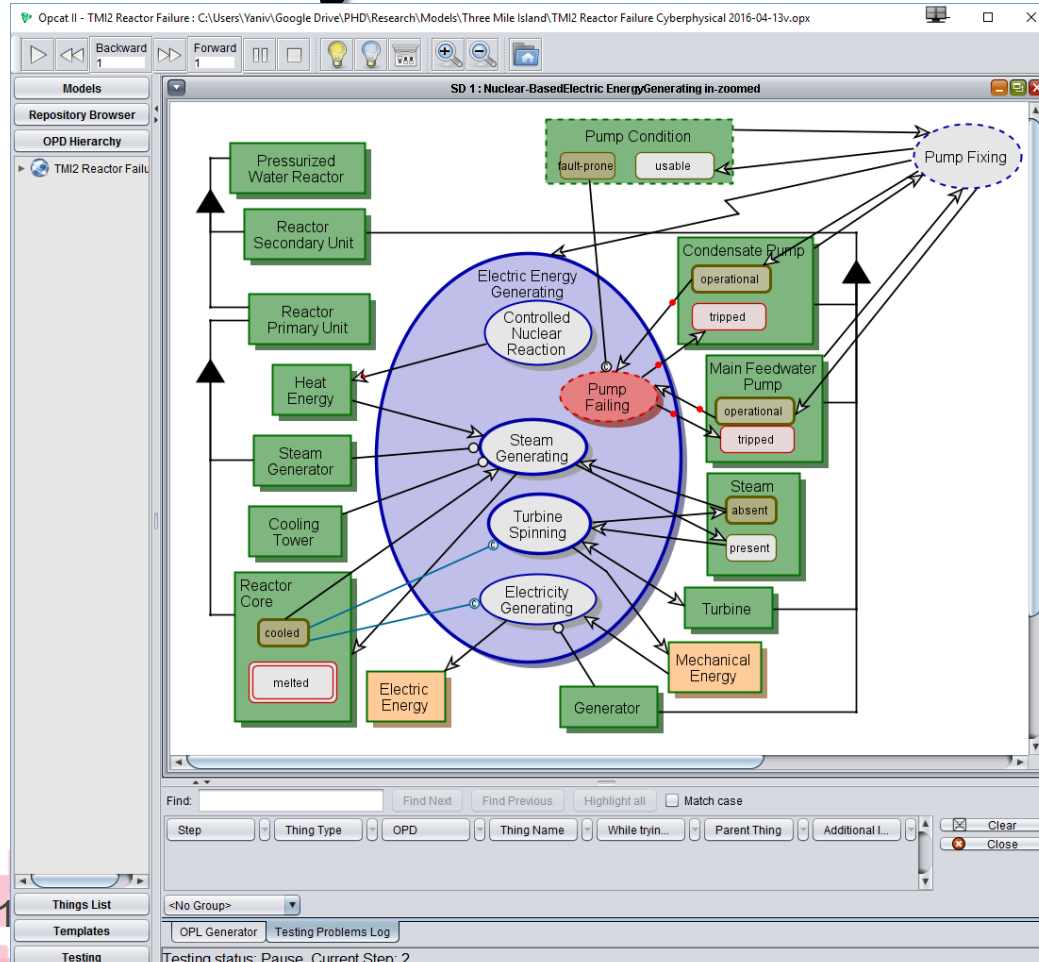 Opcat II - TMI2 Reactor Failure : C:\Users\Yaniv\Google Drive\PHD\Research\Models\Three Mile Island\TMI2 Reactor Failure Cyberphysical 2016-04-13v.opx
Backward
1
Forward
1
Models
Repository Browser
OPD Hierarchy
TMI2 Reactor Failu
SD 1 : Nuclear-BasedElectric EnergyGenerating in-zoomed
Pressurized
Water Reactor
Reactor
Secondary Unit
Reactor
Primary Unit
Heat
Energy
Steam
Generator
Cooling
Tower
Reactor
Core
cooled
melted
Electric
Energy
Electric Energy
Generating
Controlled
Nuclear
Reaction
Pump
Failing
Steam
Generating
Turbine
Spinning
Electricity
Generating
Pump Condition
fault-prone
usable
Pump Fixing
Condensate Pump
operational
tripped
Main Feedwater
Pump
operational
tripped
Steam
absent
present
Turbine
Mechanical
Energy
Generator
Find:
Find Next
Find Previous
Highlight all
Match case
Step
Thing Type
OPD
Thing Name
While tryin...
Parent Thing
Additional I...
Clear
Close
<No Group>
OPL Generator
Testing Problems Log
Things List
Templates
Testing
Testing status: Pause Current Step: 2
1